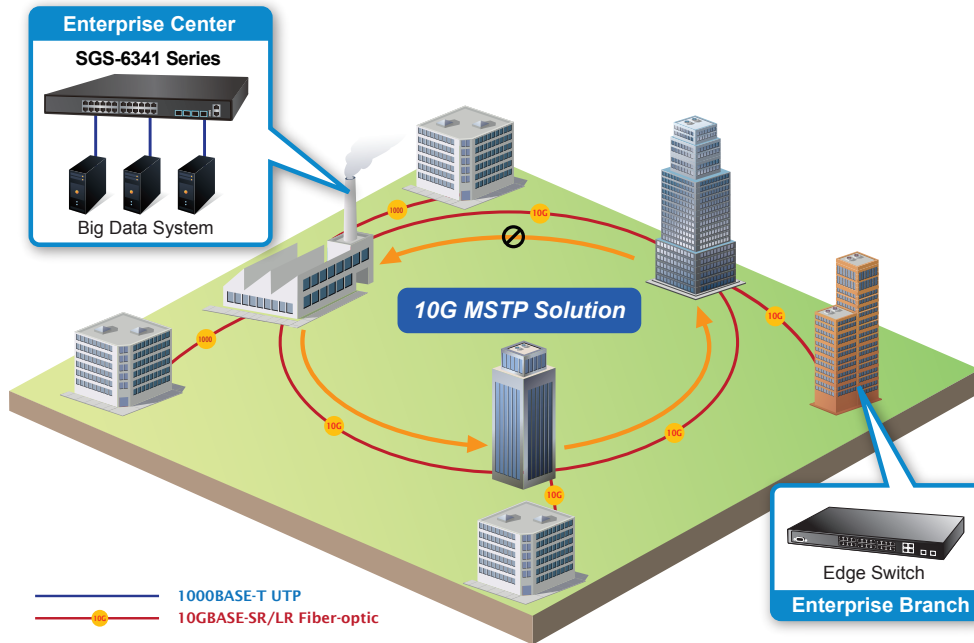 Enterprise Center
SGS-6341 Series
Big Data System
1000
10G
10G MSTP Solution
10G
1000
10G
10G
10G
Edge Switch
Enterprise Branch
1000BASE-T UTP
10G
10GBASE-SR/LR Fiber-optic